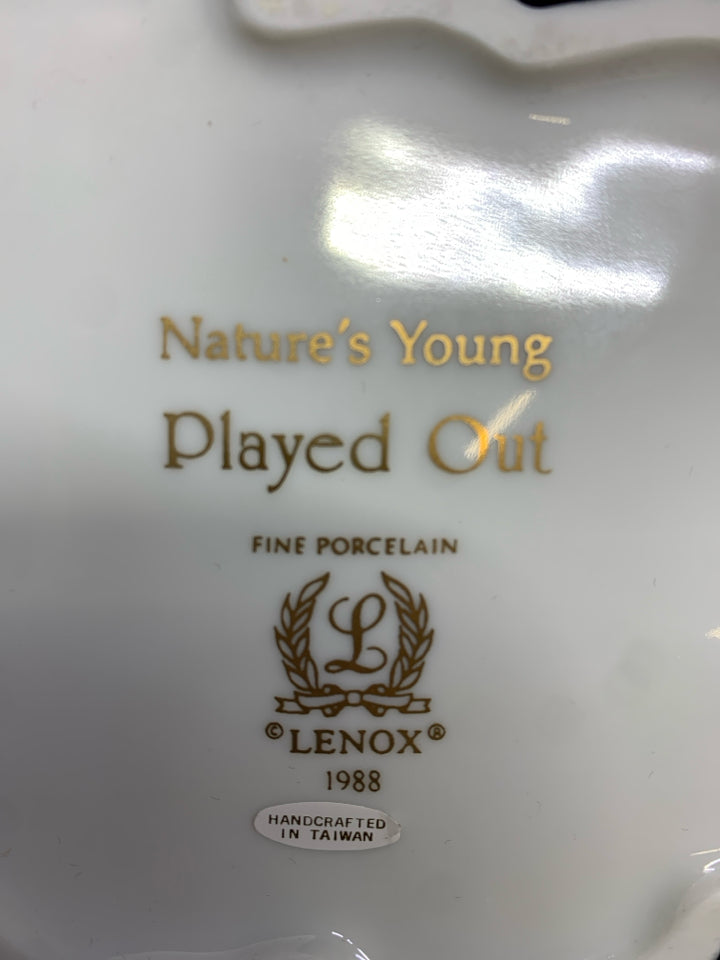 Nature's Young
Played Out
FINE PORCELAIN
L
© LENOX ®
1988
HANDCRAFTED
IN TAIWAN